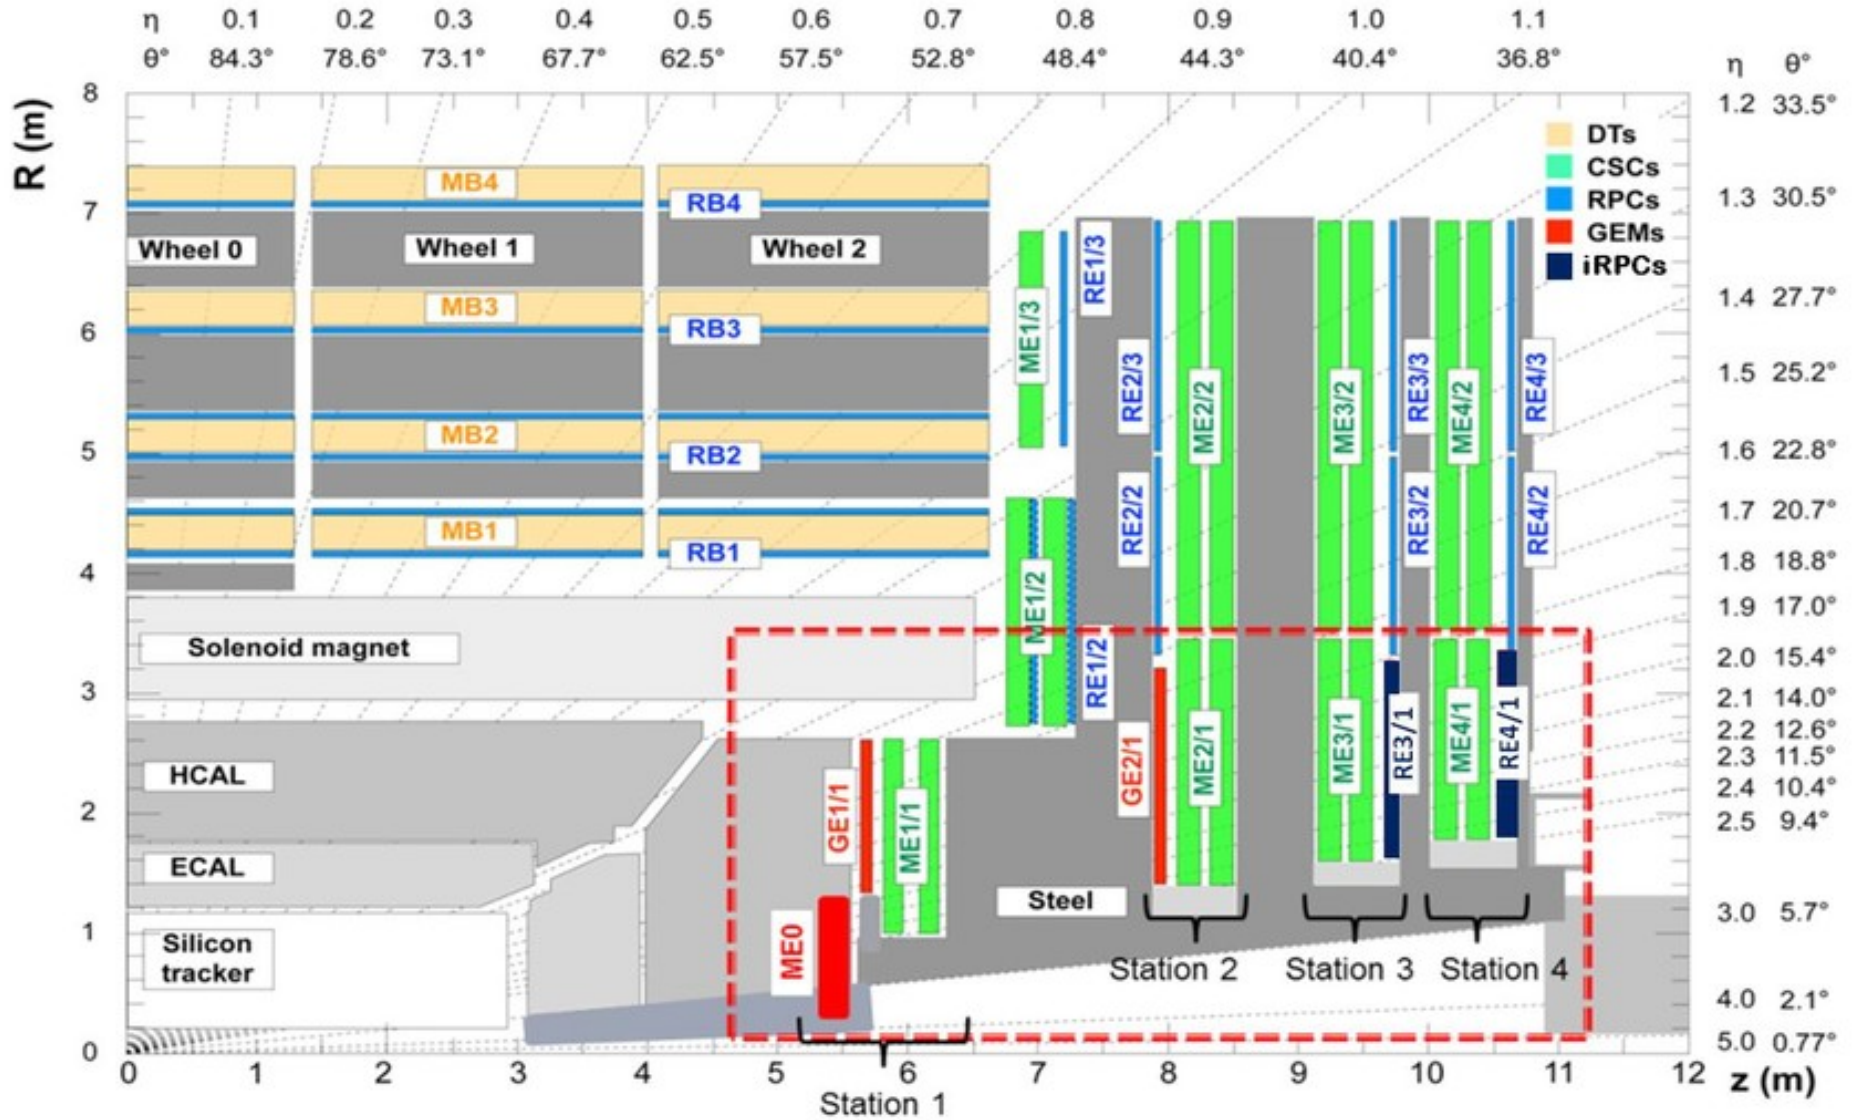 η 0.1 0.2 0.3 0.4 0.5 0.6 0.7 0.8 0.9 1.0 1.1
θ° 84.3° 78.6° 73.1° 67.7° 62.5° 57.5° 52.8° 48.4° 44.3° 40.4° 36.8°
η θ°
1.2 33.5°
1.3 30.5°
1.4 27.7°
1.5 25.2°
1.6 22.8°
1.7 20.7°
1.8 18.8°
1.9 17.0°
2.0 15.4°
2.1 14.0°
2.2 12.6°
2.3 11.5°
2.4 10.4°
2.5 9.4°
3.0 5.7°
4.0 2.1°
5.0 0.77°
R (m)
8
7
6
5
4
3
2
1
0
DTs
CSCs
RPCs
GEMs
iRPCs
MB4
RB4
Wheel 0
Wheel 1
Wheel 2
MB3
RB3
MB2
RB2
MB1
RB1
Solenoid magnet
HCAL
ECAL
Silicon
tracker
Steel
ME1/3
RE1/3
ME1/2
RE1/2
RE2/3
RE2/2
ME2/2
ME3/2
RE3/3
RE3/2
ME4/2
RE4/3
RE4/2
GE1/1
ME1/1
ME0
GE2/1
ME2/1
ME3/1
RE3/1
ME4/1
RE4/1
Station 2
Station 3
Station 4
0 1 2 3 4 5 6 7 8 9 10 11 12 z (m)
Station 1